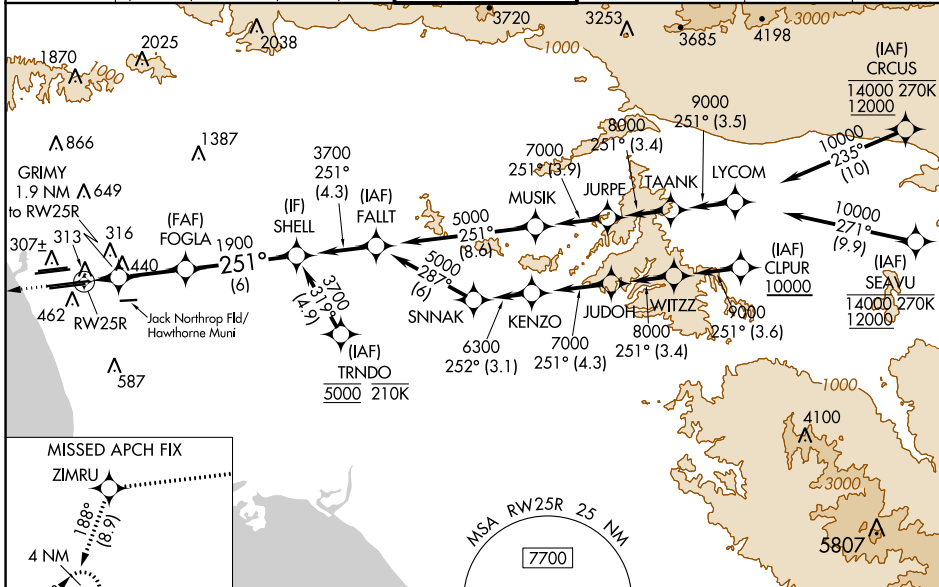 3720
3253
3685
4198
3000
2038
2025
1870
1000
1000
(IAF)
CRCUS
14000 270K
12000
9000
251° (3.5)
8000
251° (3.4)
7000
251° (3.9)
10000
235°
(10)
866
1387
GRIMY
1.9 NM
to RW25R
649
3700
251°
(4.3)
(IAF)
FALLT
MUSIK
JURPE
TAANK
LYCOM
(IF)
SHELL
(FAF)
FOGLA
5000
251°
(8.6)
10000
271°
(9.9)
307±
313
316
440
1900
251°
(6)
5000
287°
(6)
(IAF)
CLPUR
10000
(IAF)
SEAVU
14000 270K
12000
462
RW25R
Jack Northrop Fld/
Hawthorne Muni
3700
319°
(4.9)
SNNAK
KENZO
JUDOH
WITZZ
9000
251° (3.6)
8000
251° (3.4)
7000
251° (4.3)
6300
252° (3.1)
(IAF)
TRNDO
5000 210K
587
1000
4100
3000
5807
MISSED APCH FIX
ZIMRU
188°
(8.9)
4 NM
MSA RW25R 25 NM
7700